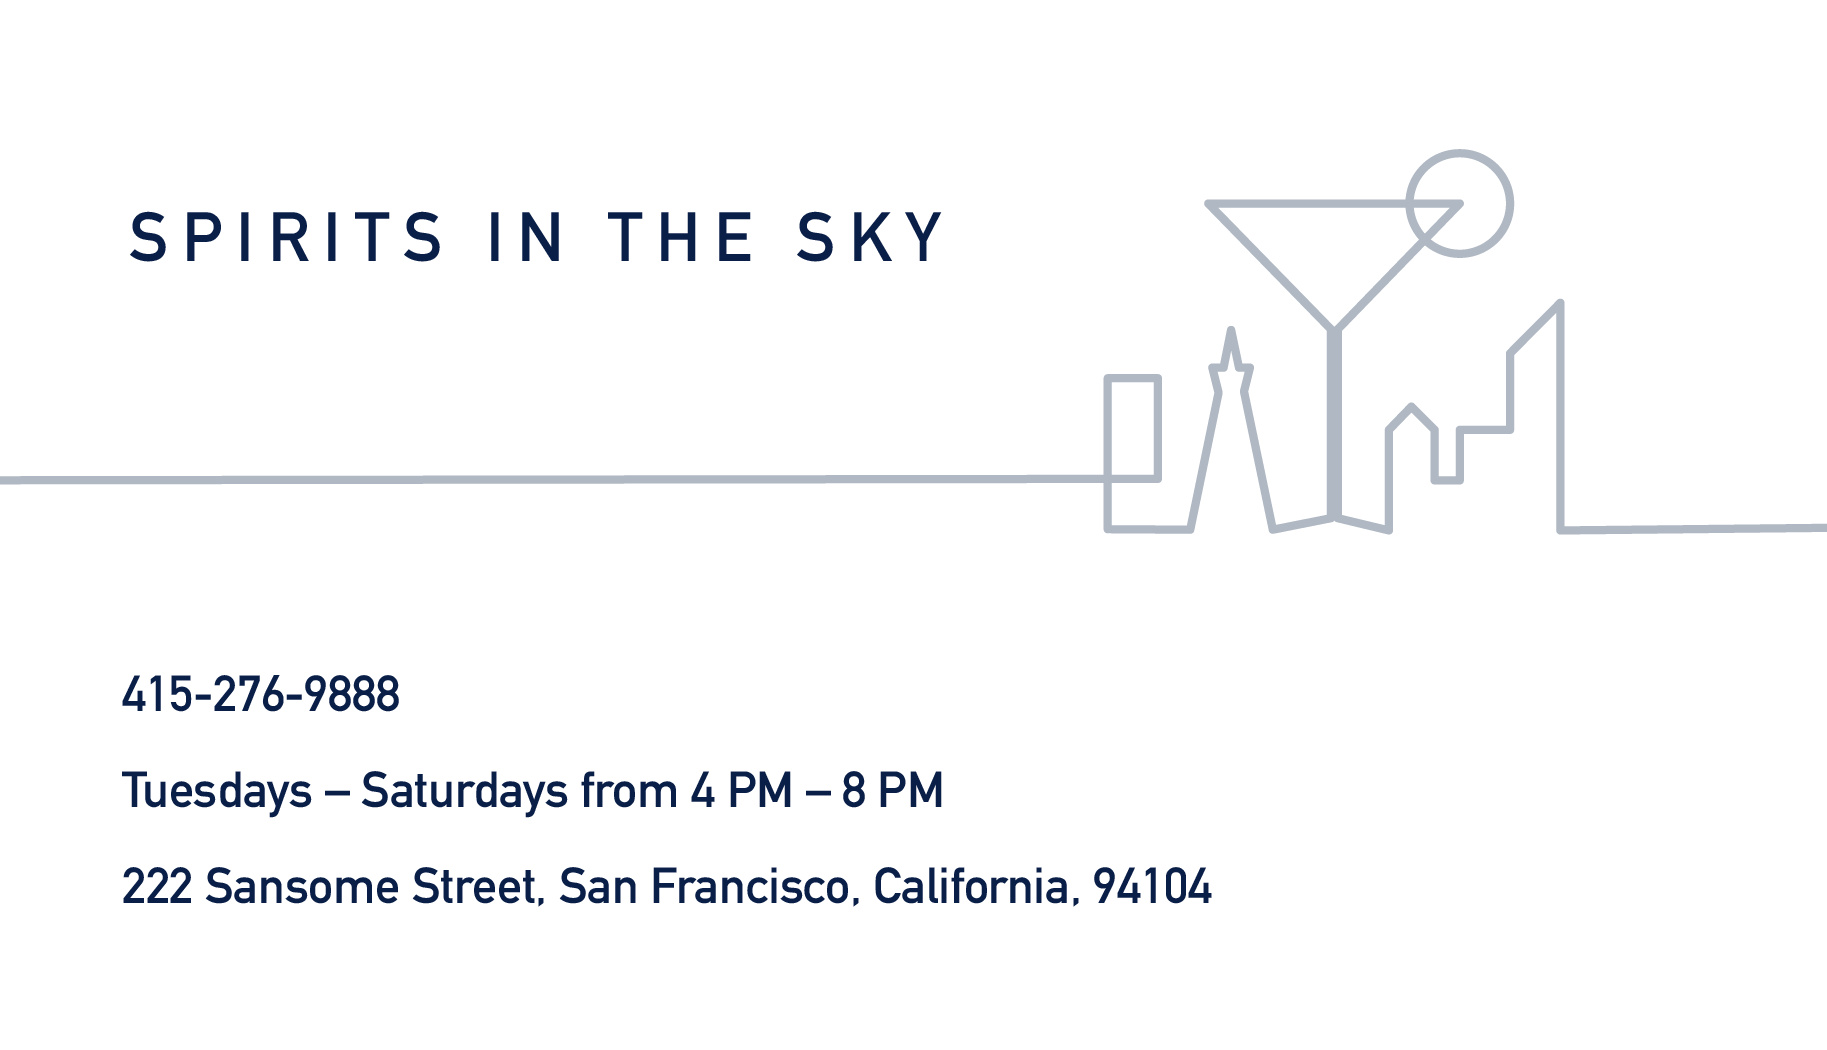 SPIRITS IN THE SKY
415-276-9888
Tuesdays – Saturdays from 4 PM – 8 PM
222 Sansome Street, San Francisco, California, 94104